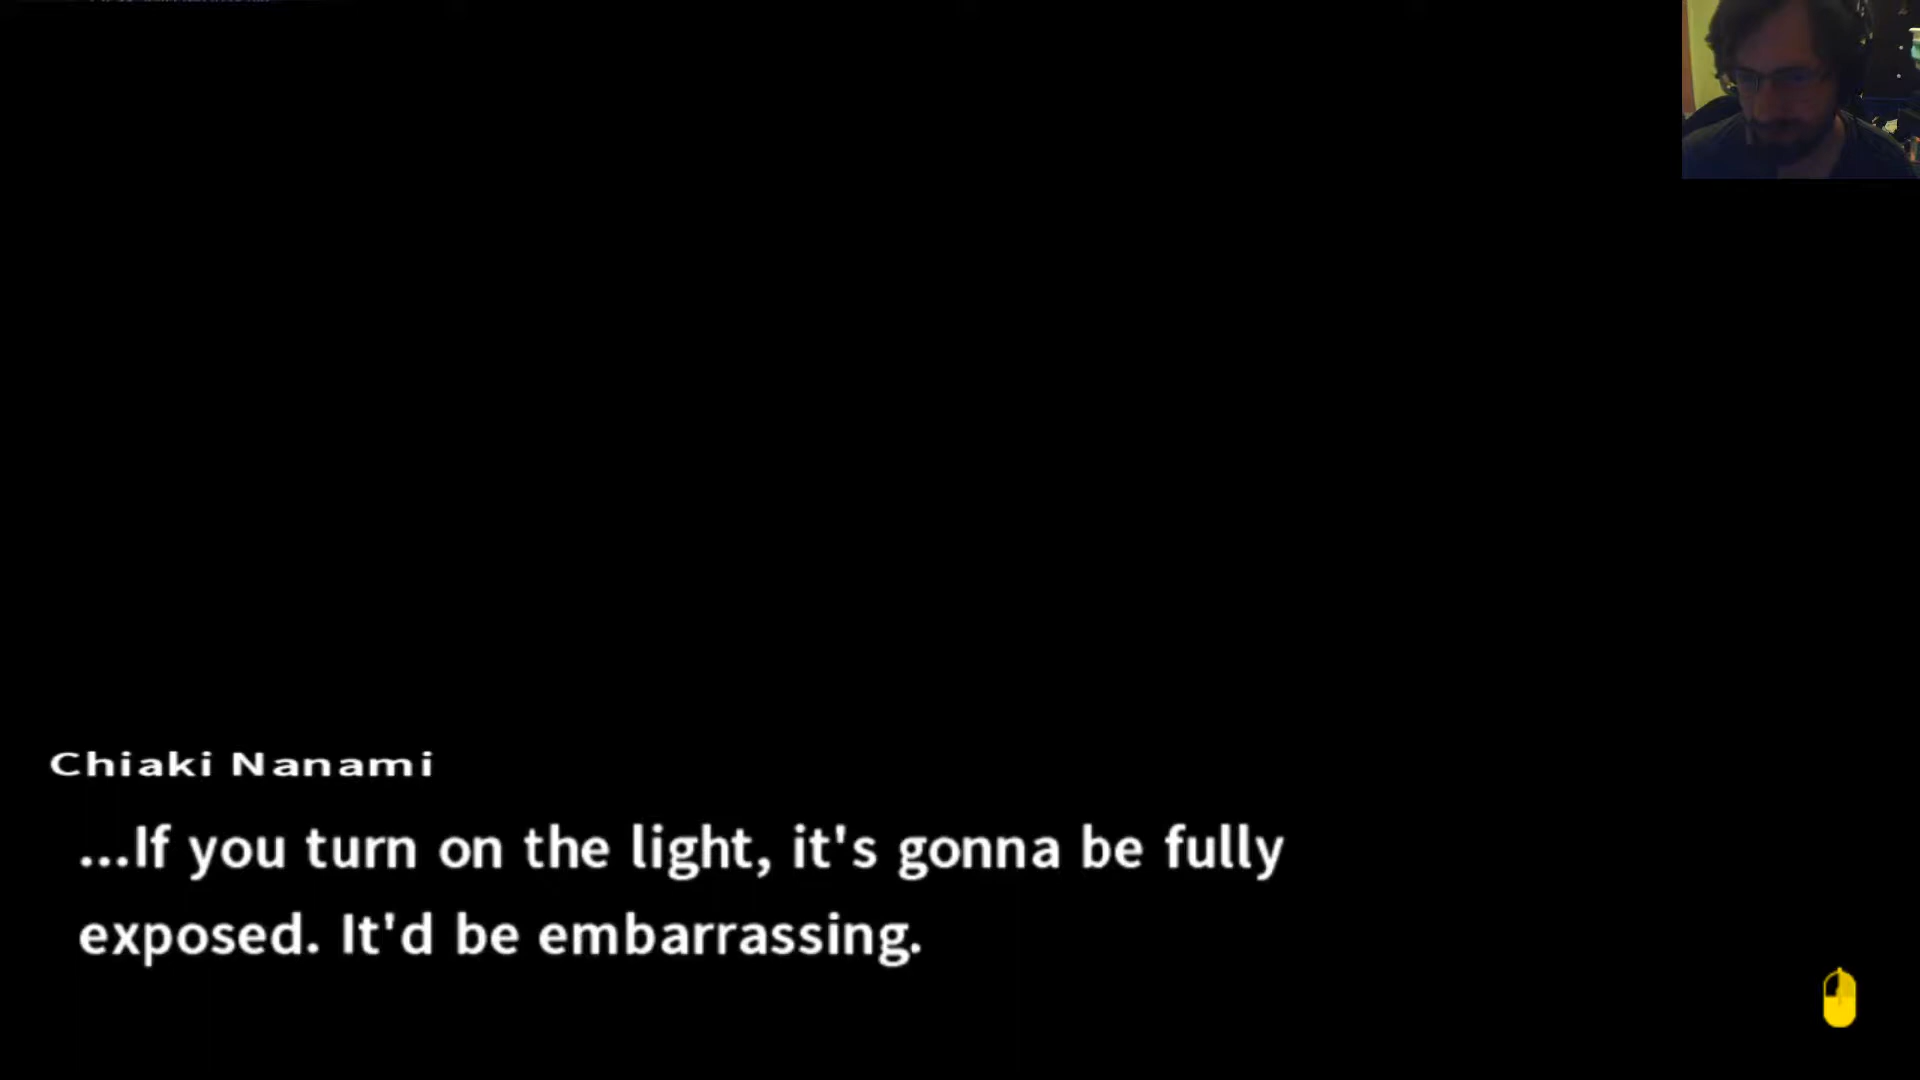 Chiaki Nanami
...If you turn on the light, it's gonna be fully
exposed. It'd be embarrassing.